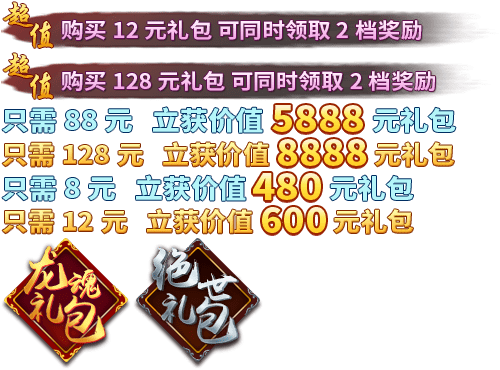 超值 购买 12 元礼包 可同时领取 2 档奖励
超值 购买 128 元礼包 可同时领取 2 档奖励
只需 88 元 立获价值 5888 元礼包
只需 128 元 立获价值 8888 元礼包
只需 8 元 立获价值 480 元礼包
只需 12 元 立获价值 600 元礼包
龙魂礼包
绝世礼包